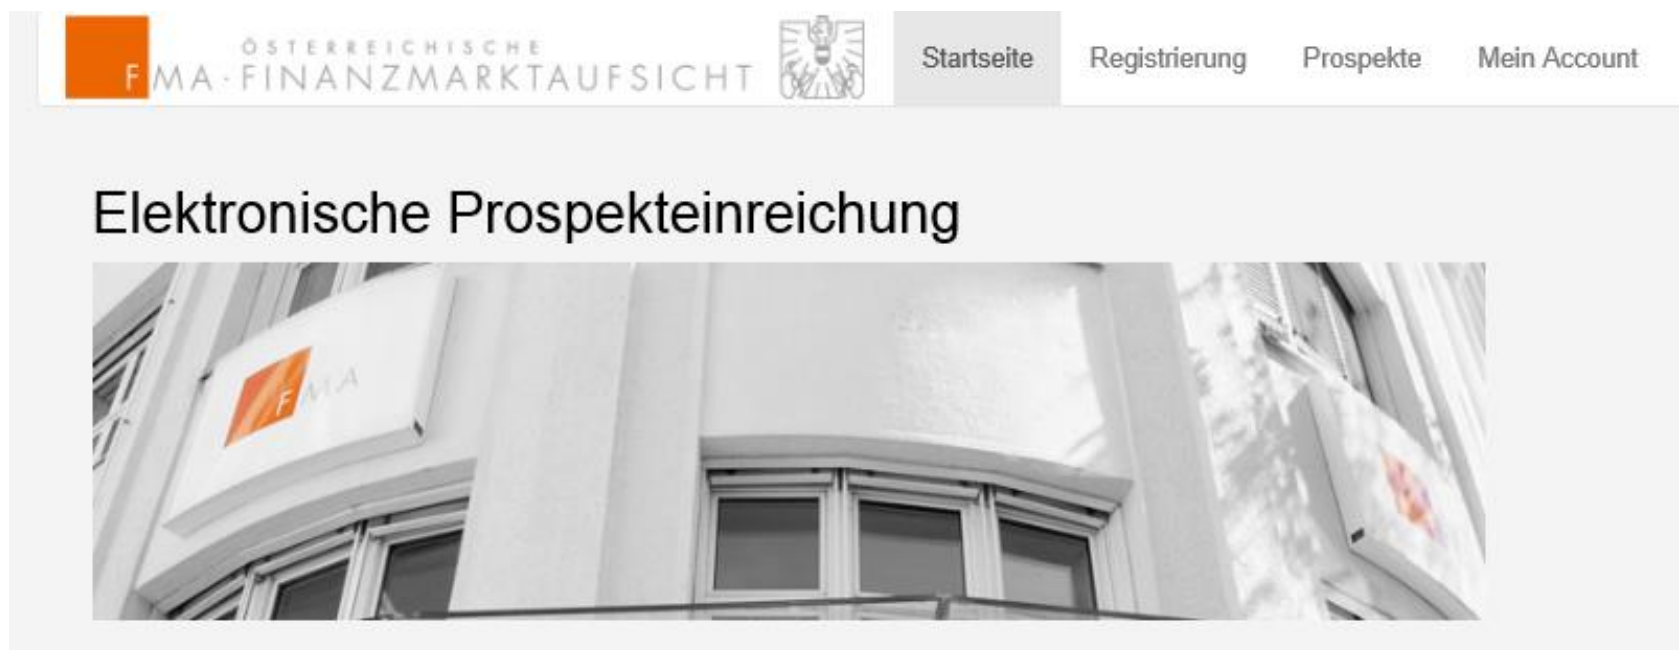 ÖSTERREICHISCHE
FMA·FINANZMARKTAUFSICHT
Startseite Registrierung Prospekte Mein Account
Elektronische Prospekteinreichung
FMA